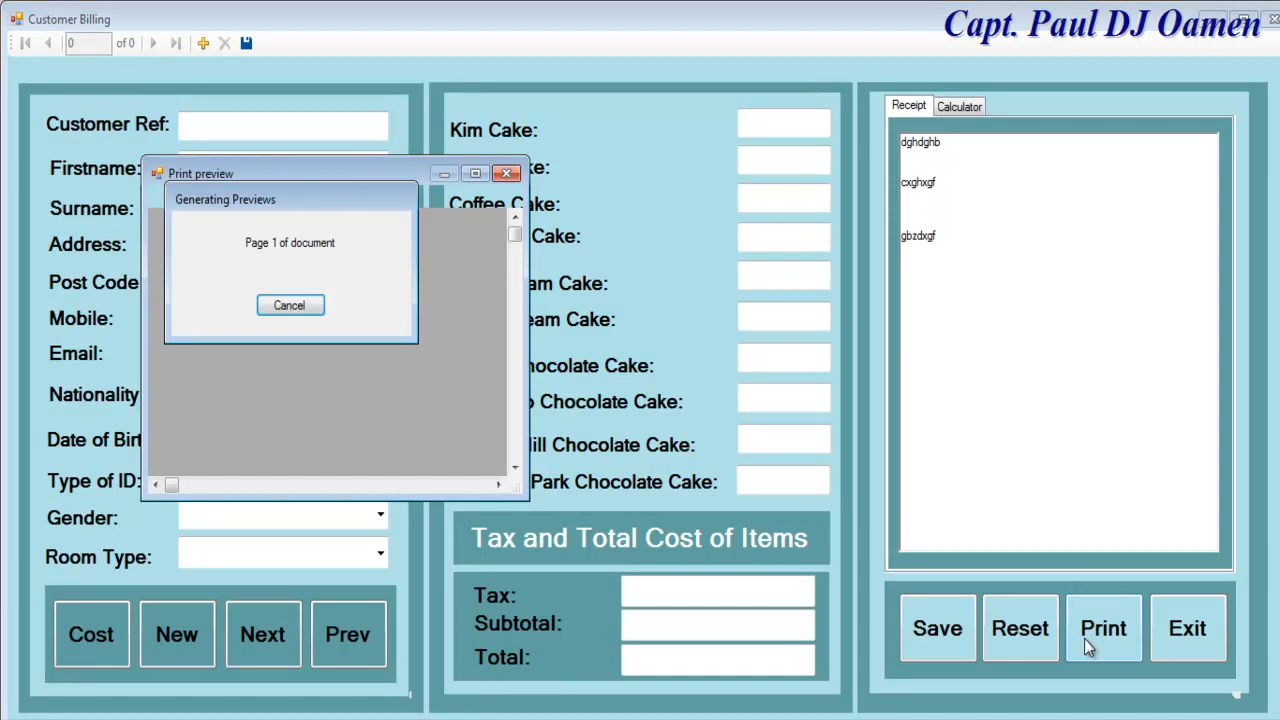 Customer Billing
Capt. Paul DJ Oamen
0 of 0
Customer Ref:
Firstname:
Surname:
Address:
Post Code
Mobile:
Email:
Nationality
Date of Birt
Type of ID:
Gender:
Room Type:
Cost New Next Prev
Print preview
Generating Previews
Page 1 of document
Cancel
Kim Cake:
ke:
Coffee Cake:
Cake:
am Cake:
eam Cake:
hocolate Cake:
o Chocolate Cake:
ill Chocolate Cake:
Park Chocolate Cake:
Tax and Total Cost of Items
Tax:
Subtotal:
Total:
Receipt Calculator
dghdghb
cxghxgf
gbzdxgf
Save Reset Print Exit